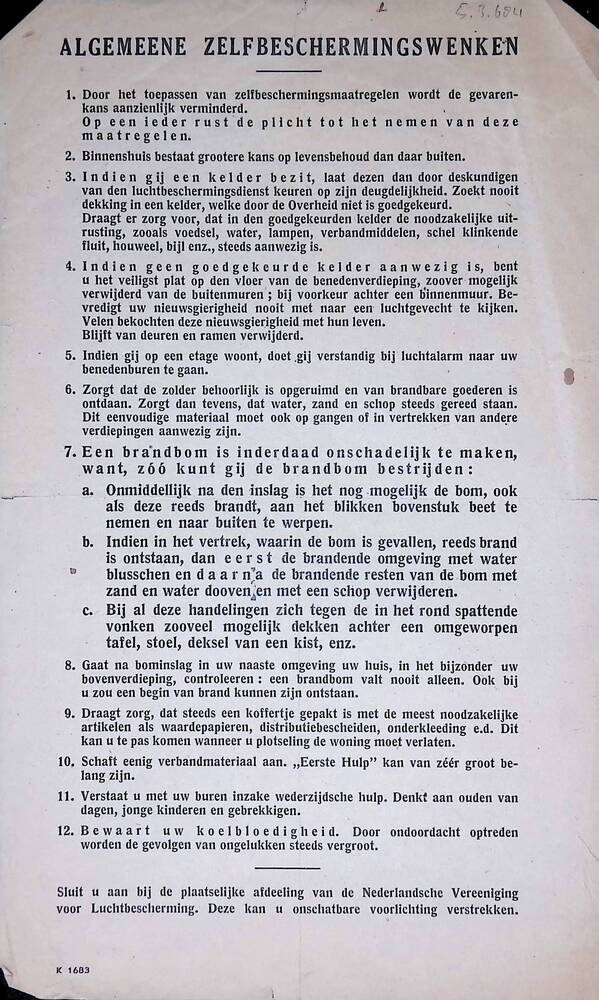 5.3.684
ALGEMEENE ZELFBESCHERMINGSWENKEN
1. Door het toepassen van zelfbeschermingsmaatregelen wordt de gevaren-
kans aanzienlijk verminderd.
Op een ieder rust de plicht tot het nemen van deze
maatregelen.
2. Binnenshuis bestaat grootere kans op levensbehoud dan daar buiten.
3. Indien gij een kelder bezit, laat dezen dan door deskundigen
van den luchtbeschermingsdienst keuren op zijn deugdelijkheid. Zoekt nooit
dekking in een kelder, welke door de Overheid niet is goedgekeurd.
Draagt er zorg voor, dat in den goedgekeurden kelder de noodzakelijke uit-
rusting, zooals voedsel, water, lampen, verbandmiddelen, schel klinkende
fluit, houweel, bijl enz., steeds aanwezig is.
4. Indien geen goedgekeurde kelder aanwezig is, bent
u het veiligst plat op den vloer van de benedenverdieping, zoover mogelijk
verwijderd van de buitenmuren ; bij voorkeur achter een binnenmuur. Be-
vredigt uw nieuwsgierigheid nooit met naar een luchtgevecht te kijken.
Velen bekochten deze nieuwsgierigheid met hun leven.
Blijft van deuren en ramen verwijderd.
5. Indien gij op een etage woont, doet gij verstandig bij luchtalarm naar uw
benedenburen te gaan.
6. Zorgt dat de zolder behoorlijk is opgeruimd en van brandbare goederen is
ontdaan. Zorgt dan tevens, dat water, zand en schop steeds gereed staan.
Dit eenvoudige materiaal moet ook op gangen of in vertrekken van andere
verdiepingen aanwezig zijn.
7. Een brandbom is inderdaad onschadelijk te maken,
want, zóó kunt gij de brandbom bestrijden :
a. Onmiddellijk na den inslag is het nog mogelijk de bom, ook
als deze reeds brandt, aan het blikken bovenstuk beet te
nemen en naar buiten te werpen.
b. Indien in het vertrek, waarin de bom is gevallen, reeds brand
is ontstaan, dan eerst de brandende omgeving met water
blusschen en daarna de brandende resten van de bom met
zand en water dooven en met een schop verwijderen.
c. Bij al deze handelingen zich tegen de in het rond spattende
vonken zooveel mogelijk dekken achter een omgeworpen
tafel, stoel, deksel van een kist, enz.
8. Gaat na bominslag in uw naaste omgeving uw huis, in het bijzonder uw
bovenverdieping, controleeren : een brandbom valt nooit alleen. Ook bij
u zou een begin van brand kunnen zijn ontstaan.
9. Draagt zorg, dat steeds een koffertje gepakt is met de meest noodzakelijke
artikelen als waardepapieren, distributiebescheiden, onderkleeding e.d. Dit
kan u te pas komen wanneer u plotseling de woning moet verlaten.
10. Schaft eenig verbandmateriaal aan. „Eerste Hulp” kan van zéér groot be-
lang zijn.
11. Verstaat u met uw buren inzake wederzijdsche hulp. Denkt aan ouden van
dagen, jonge kinderen en gebrekkigen.
12. Bewaart uw koelbloedigheid. Door ondoordacht optreden
worden de gevolgen van ongelukken steeds vergroot.
Sluit u aan bij de plaatselijke afdeeling van de Nederlandsche Vereeniging
voor Luchtbescherming. Deze kan u onschatbare voorlichting verstrekken.
K 1683